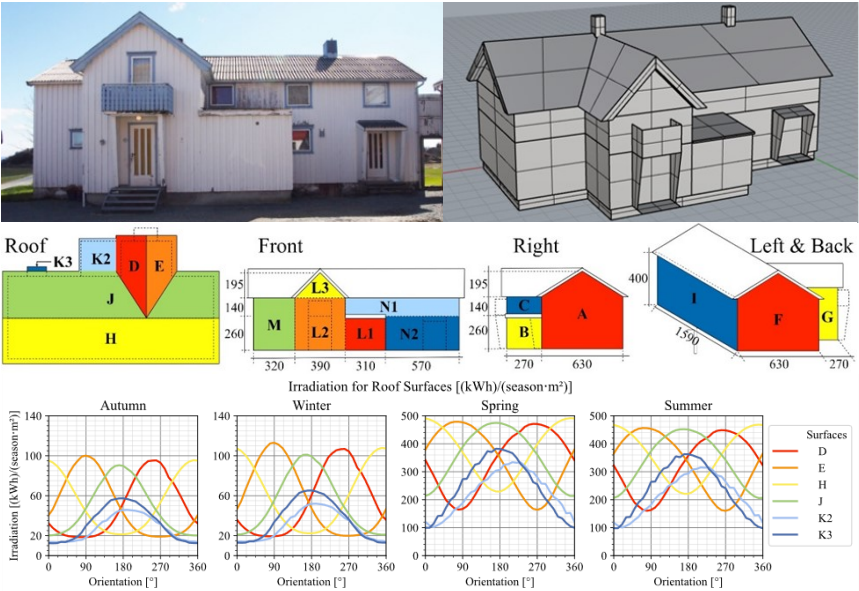 Roof
Front
Right
Left & Back
K3
K2
D
E
J
H
195
140
260
L3
N1
M
L2
L1
N2
320
390
310
570
195
140
260
C
B
A
270
630
400
I
F
G
1590
630
270
Irradiation for Roof Surfaces [(kWh)/(season·m²)]
Autumn
Winter
Spring
Summer
Irradiation [(kWh)/(season·m²)]
140
100
60
20
0
0 90 180 270 360
Orientation [°]
140
100
60
20
0
0 90 180 270 360
Orientation [°]
500
400
300
200
100
0
0 90 180 270 360
Orientation [°]
500
400
300
200
100
0
0 90 180 270 360
Orientation [°]
Surfaces
D
E
H
J
K2
K3